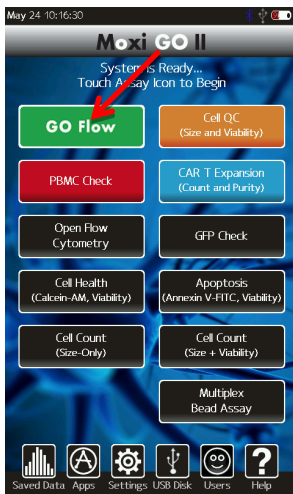 May 24 10:16:30
Moxi GO II
System is Ready...
Touch Assay Icon to Begin
GO Flow
Cell QC
(Size and Viability)
PBMC Check
CAR T Expansion
(Count and Purity)
Open Flow
Cytometry
GFP Check
Cell Health
(Calcein-AM, Viability)
Apoptosis
(Annexin V-FITC, Viability)
Cell Count
(Size-Only)
Cell Count
(Size + Viability)
Multiplex
Bead Assay
Saved Data Apps Settings USB Disk Users Help